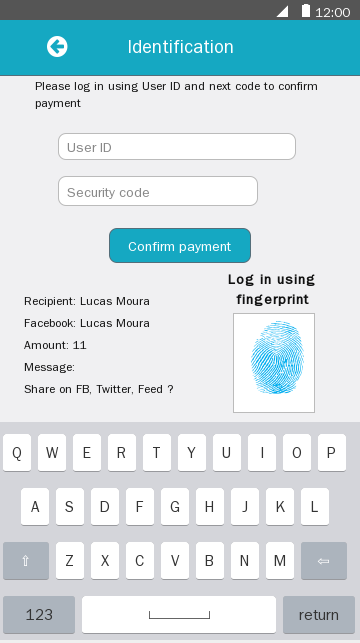 12:00
Identification
Please log in using User ID and next code to confirm
payment
User ID
Security code
Confirm payment
Log in using
fingerprint
Recipient: Lucas Moura
Facebook: Lucas Moura
Amount: 11
Message:
Share on FB, Twitter, Feed ?
Q W E R T Y U I O P
A S D F G H J K L
⇧ Z X C V B N M ⇦
123 return